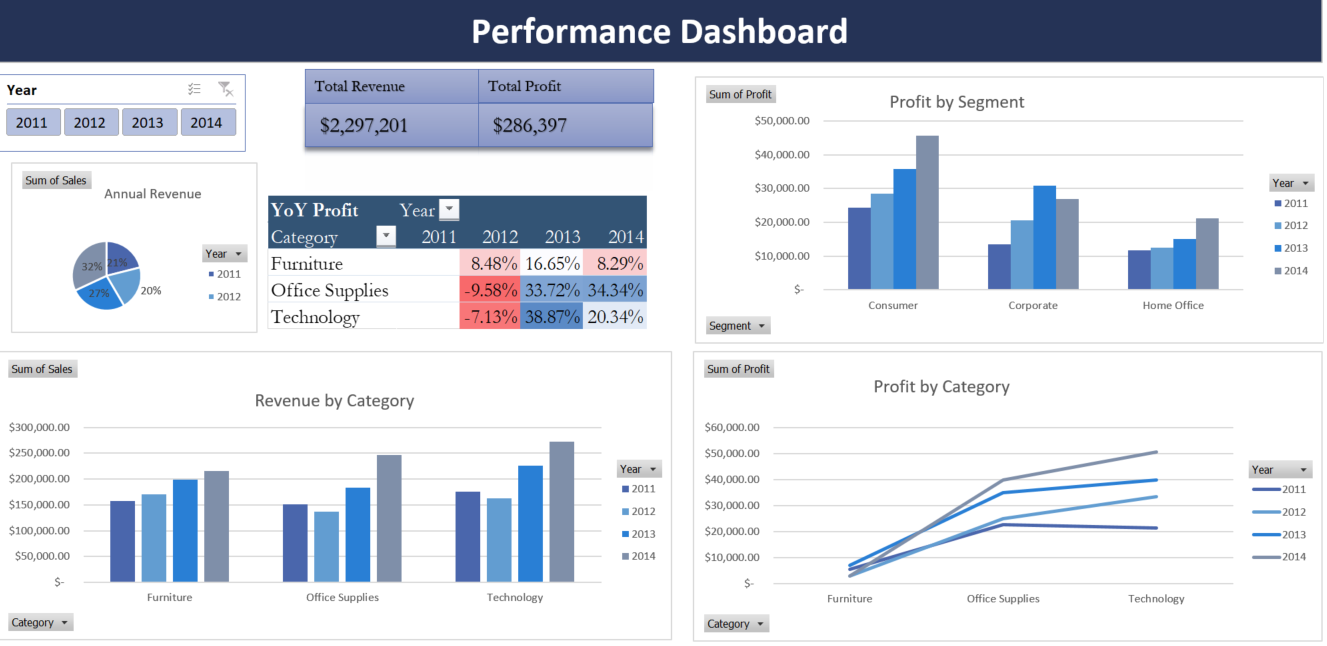 Performance Dashboard
Year
2011 2012 2013 2014
Total Revenue Total Profit
$2,297,201 $286,397
Sum of Sales
Annual Revenue
32% 21%
27% 20%
Year
2011
2012
YoY Profit Year
Category 2011 2012 2013 2014
Furniture 8.48% 16.65% 8.29%
Office Supplies -9.58% 33.72% 34.34%
Technology -7.13% 38.87% 20.34%
Sum of Profit
Profit by Segment
$50,000.00
$40,000.00
$30,000.00
$20,000.00
$10,000.00
$-
Consumer Corporate Home Office
Year
2011
2012
2013
2014
Segment
Sum of Sales
Revenue by Category
$300,000.00
$250,000.00
$200,000.00
$150,000.00
$100,000.00
$50,000.00
$-
Furniture Office Supplies Technology
Year
2011
2012
2013
2014
Category
Sum of Profit
Profit by Category
$60,000.00
$50,000.00
$40,000.00
$30,000.00
$20,000.00
$10,000.00
$-
Furniture Office Supplies Technology
Year
2011
2012
2013
2014
Category